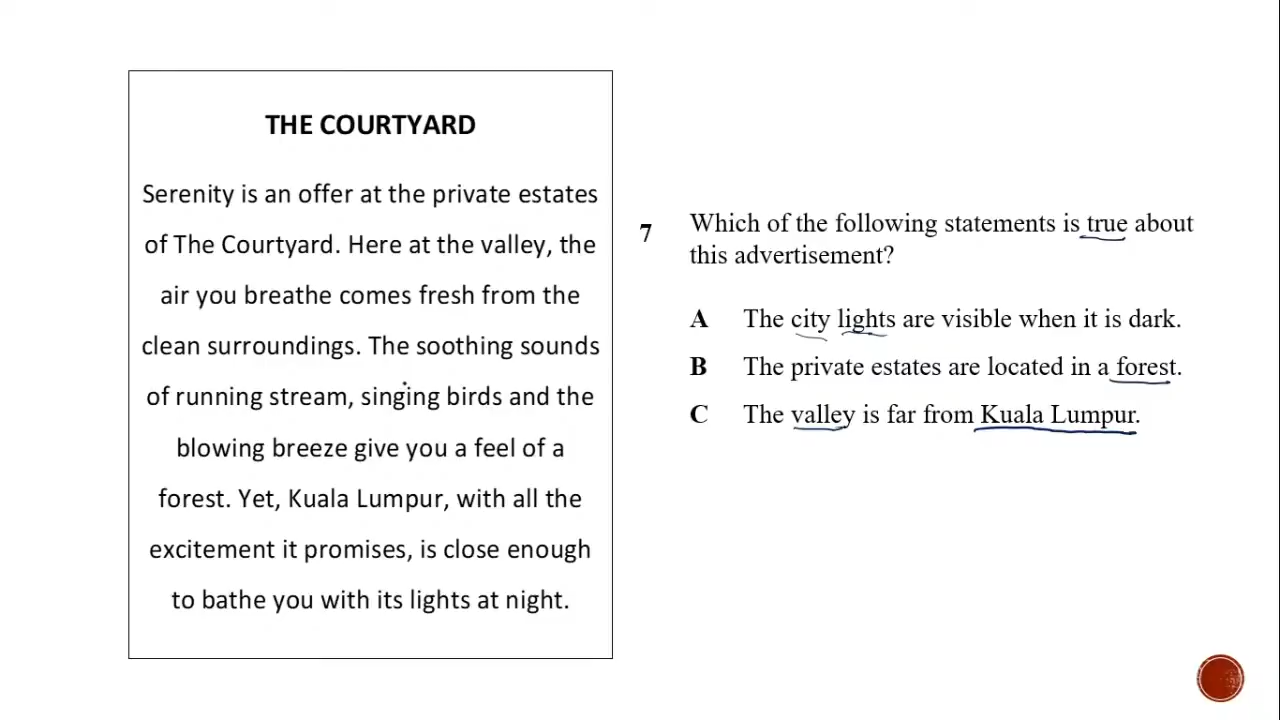 THE COURTYARD
Serenity is an offer at the private estates
of The Courtyard. Here at the valley, the
air you breathe comes fresh from the
clean surroundings. The soothing sounds
of running stream, singing birds and the
blowing breeze give you a feel of a
forest. Yet, Kuala Lumpur, with all the
excitement it promises, is close enough
to bathe you with its lights at night.
7 Which of the following statements is true about
this advertisement?
A The city lights are visible when it is dark.
B The private estates are located in a forest.
C The valley is far from Kuala Lumpur.